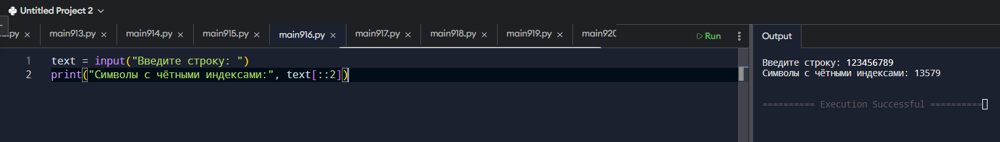 Untitled Project 2
.py × main913.py × main914.py × main915.py × main916.py × main917.py × main918.py × main919.py × main920 Run Output
1 text = input("Введите строку: ")
2 print("Символы с чётными индексами:", text[::2])
Введите строку: 123456789
Символы с чётными индексами: 13579
========== Execution Successful ==========